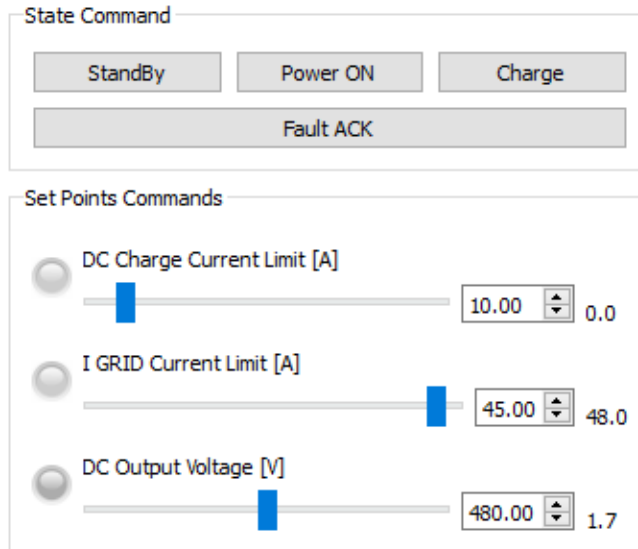 State Command
StandBy Power ON Charge
Fault ACK
Set Points Commands
DC Charge Current Limit [A]
10.00 0.0
I GRID Current Limit [A]
45.00 48.0
DC Output Voltage [V]
480.00 1.7